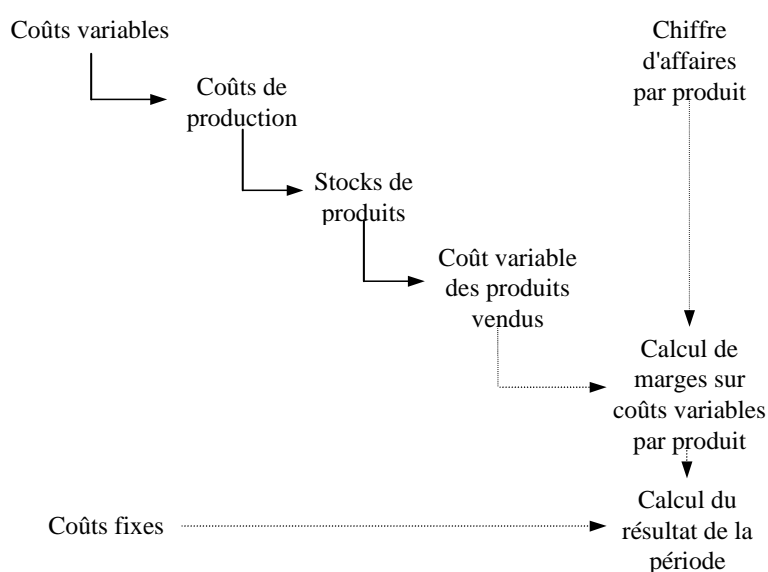 Coûts variables
Chiffre
d'affaires
par produit
Coûts de
production
Stocks de
produits
Coût variable
des produits
vendus
Calcul de
marges sur
coûts variables
par produit
Coûts fixes
Calcul du
résultat de la
période